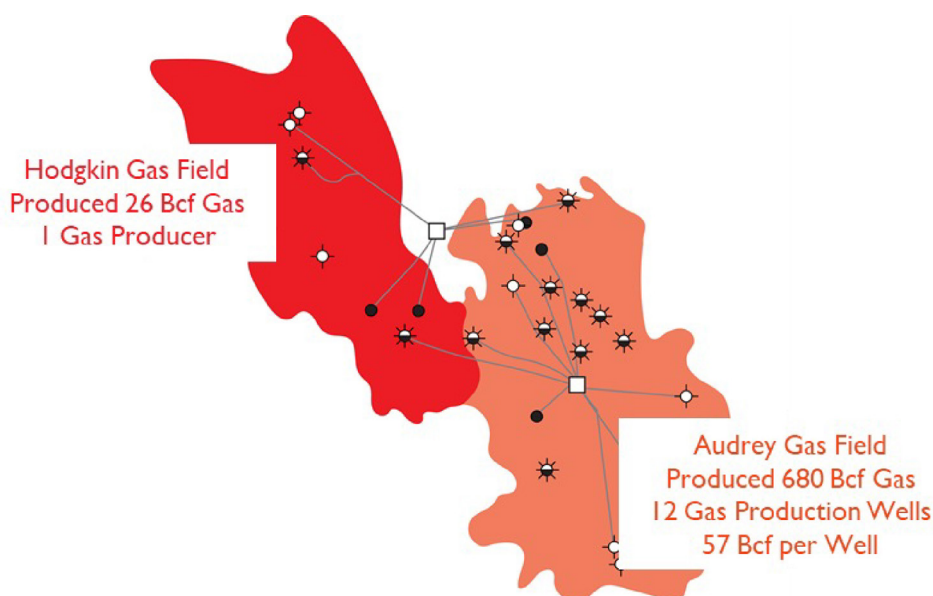 Hodgkin Gas Field
Produced 26 Bcf Gas
1 Gas Producer
Audrey Gas Field
Produced 680 Bcf Gas
12 Gas Production Wells
57 Bcf per Well